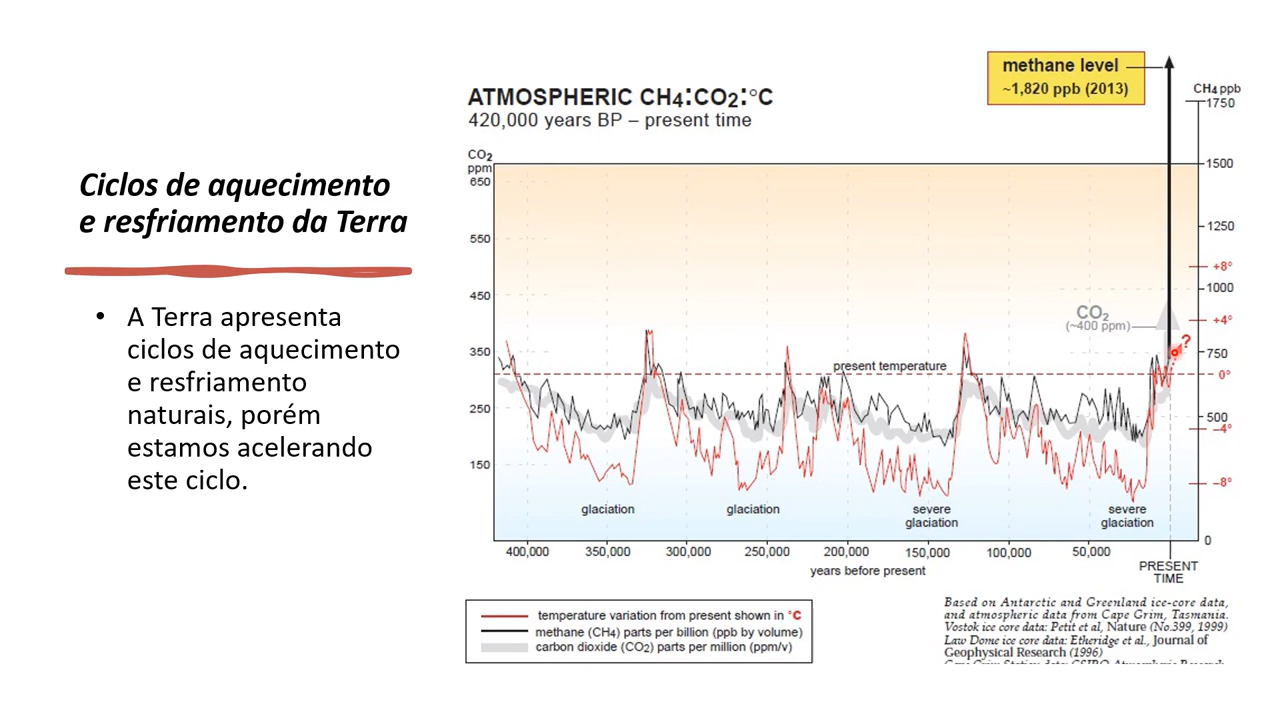 Ciclos de aquecimento
e resfriamento da Terra
• A Terra apresenta
ciclos de aquecimento
e resfriamento
naturais, porém
estamos acelerando
este ciclo.
methane level
~1,820 ppb (2013)
ATMOSPHERIC CH4:CO2:°C
420,000 years BP – present time
CO2
ppm
650
550
450
350
250
150
CH4 ppb
1750
1500
1250
+8°
1000
+4°
750
0°
500
–4°
–8°
0
CO2
(~400 ppm)
?
present temperature
glaciation
glaciation
severe
glaciation
severe
glaciation
400,000 350,000 300,000 250,000 200,000 150,000 100,000 50,000
PRESENT
TIME
years before present
temperature variation from present shown in °C
methane (CH4) parts per billion (ppb by volume)
carbon dioxide (CO2) parts per million (ppm/v)
Based on Antarctic and Greenland ice-core data,
and atmospheric data from Cape Grim, Tasmania.
Vostok ice core data: Petit et al, Nature (No.399, 1999)
Law Dome ice core data: Etheridge et al., Journal of
Geophysical Research (1996)